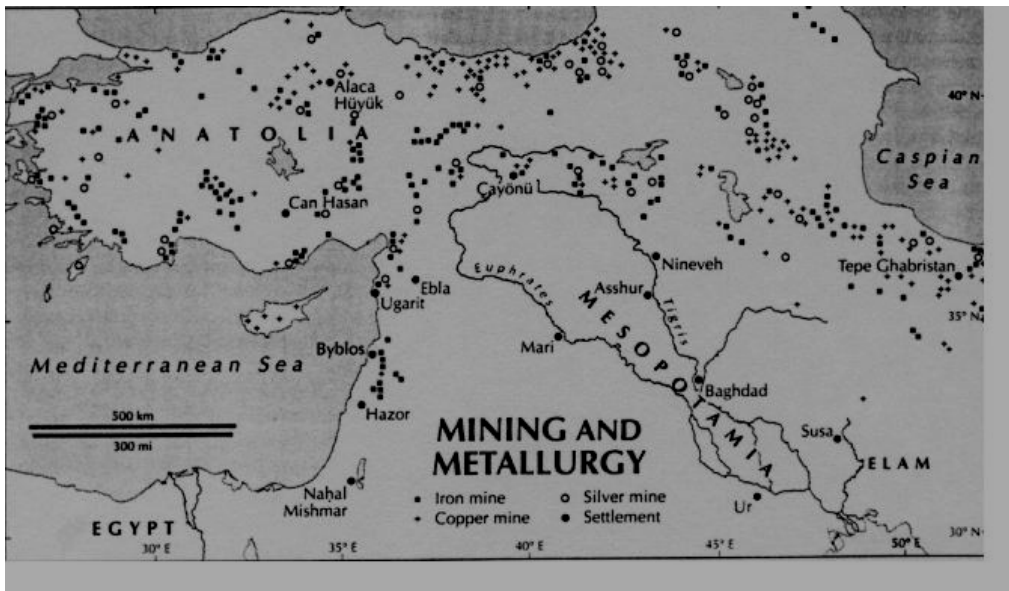 Alaca
Hüyük
40° N
ANATOLIA
Caspian
Sea
Çayönü
Can Hasan
Euphrates
Nineveh
Tepe Ghabristan
Ebla
Asshur
Ugarit
MESOPOTAMIA
Tigris
35° N
Mari
Byblos
Mediterranean Sea
Baghdad
Hazor
500 km
300 mi
MINING AND
METALLURGY
Susa
ELAM
Iron mine
Silver mine
Copper mine
Settlement
Naḥal
Mishmar
Ur
EGYPT
30° N
30° E
35° E
40° E
45° E
50° E